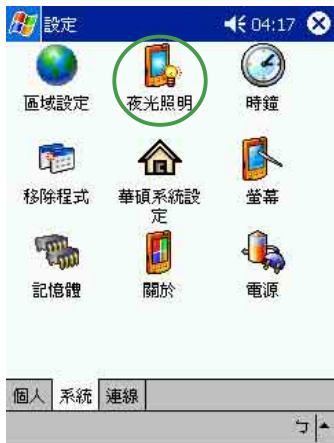 設定 04:17
區域設定 夜光照明 時鐘
移除程式 華碩系統設 螢幕
定
記憶體 關於 電源
個人 系統 連線
ㄅ